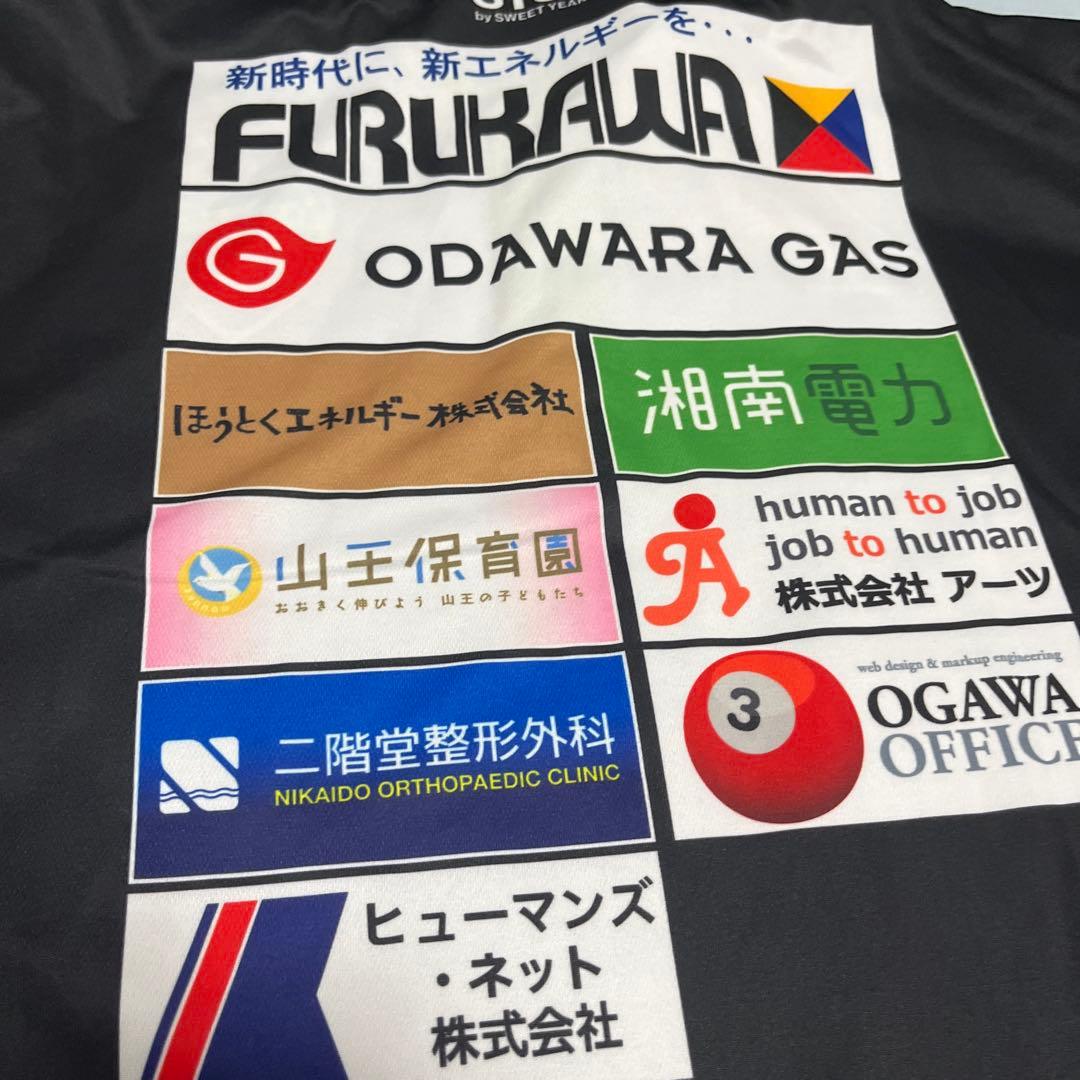 by SWEET YEAR
新時代に、新エネルギーを・・・
FURUKAWA
G ODAWARA GAS
ほうとくエネルギー株式会社
湘南電力
山王保育園
おおきく伸びよう 山王の子どもたち
human to job
job to human
株式会社 アーツ
二階堂整形外科
NIKAIDO ORTHOPAEDIC CLINIC
3
web design & markup engineering
OGAWA
OFFICE
ヒューマンズ
・ネット
株式会社